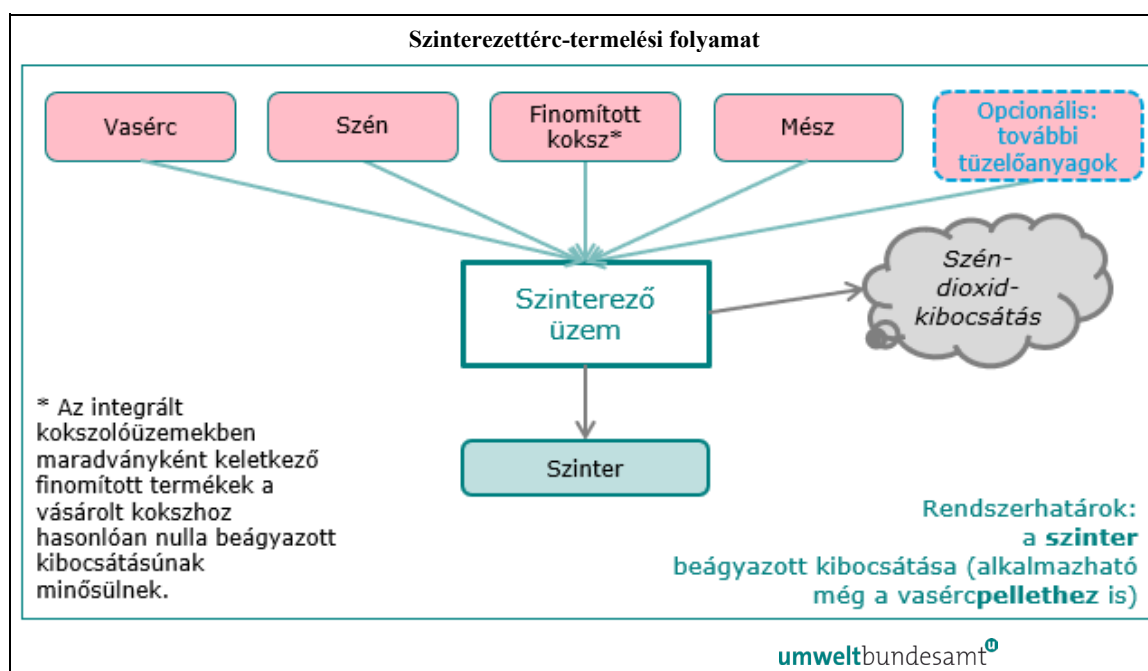 Szinterezettérc-termelési folyamat
Vasérc
Szén
Finomított
koksz*
Mész
Opcionális:
további
tüzelőanyagok
Szén-
dioxid-
kibocsátás
Szinterező
üzem
Szinter
* Az integrált
kokszolóüzemekben
maradványként keletkező
finomított termékek a
vásárolt kokszhoz
hasonlóan nulla beágyazott
kibocsátásúnak
minősülnek.
Rendszerhatárok:
a szinter
beágyazott kibocsátása (alkalmazható
még a vasércpellethez is)
umweltbundesamt u